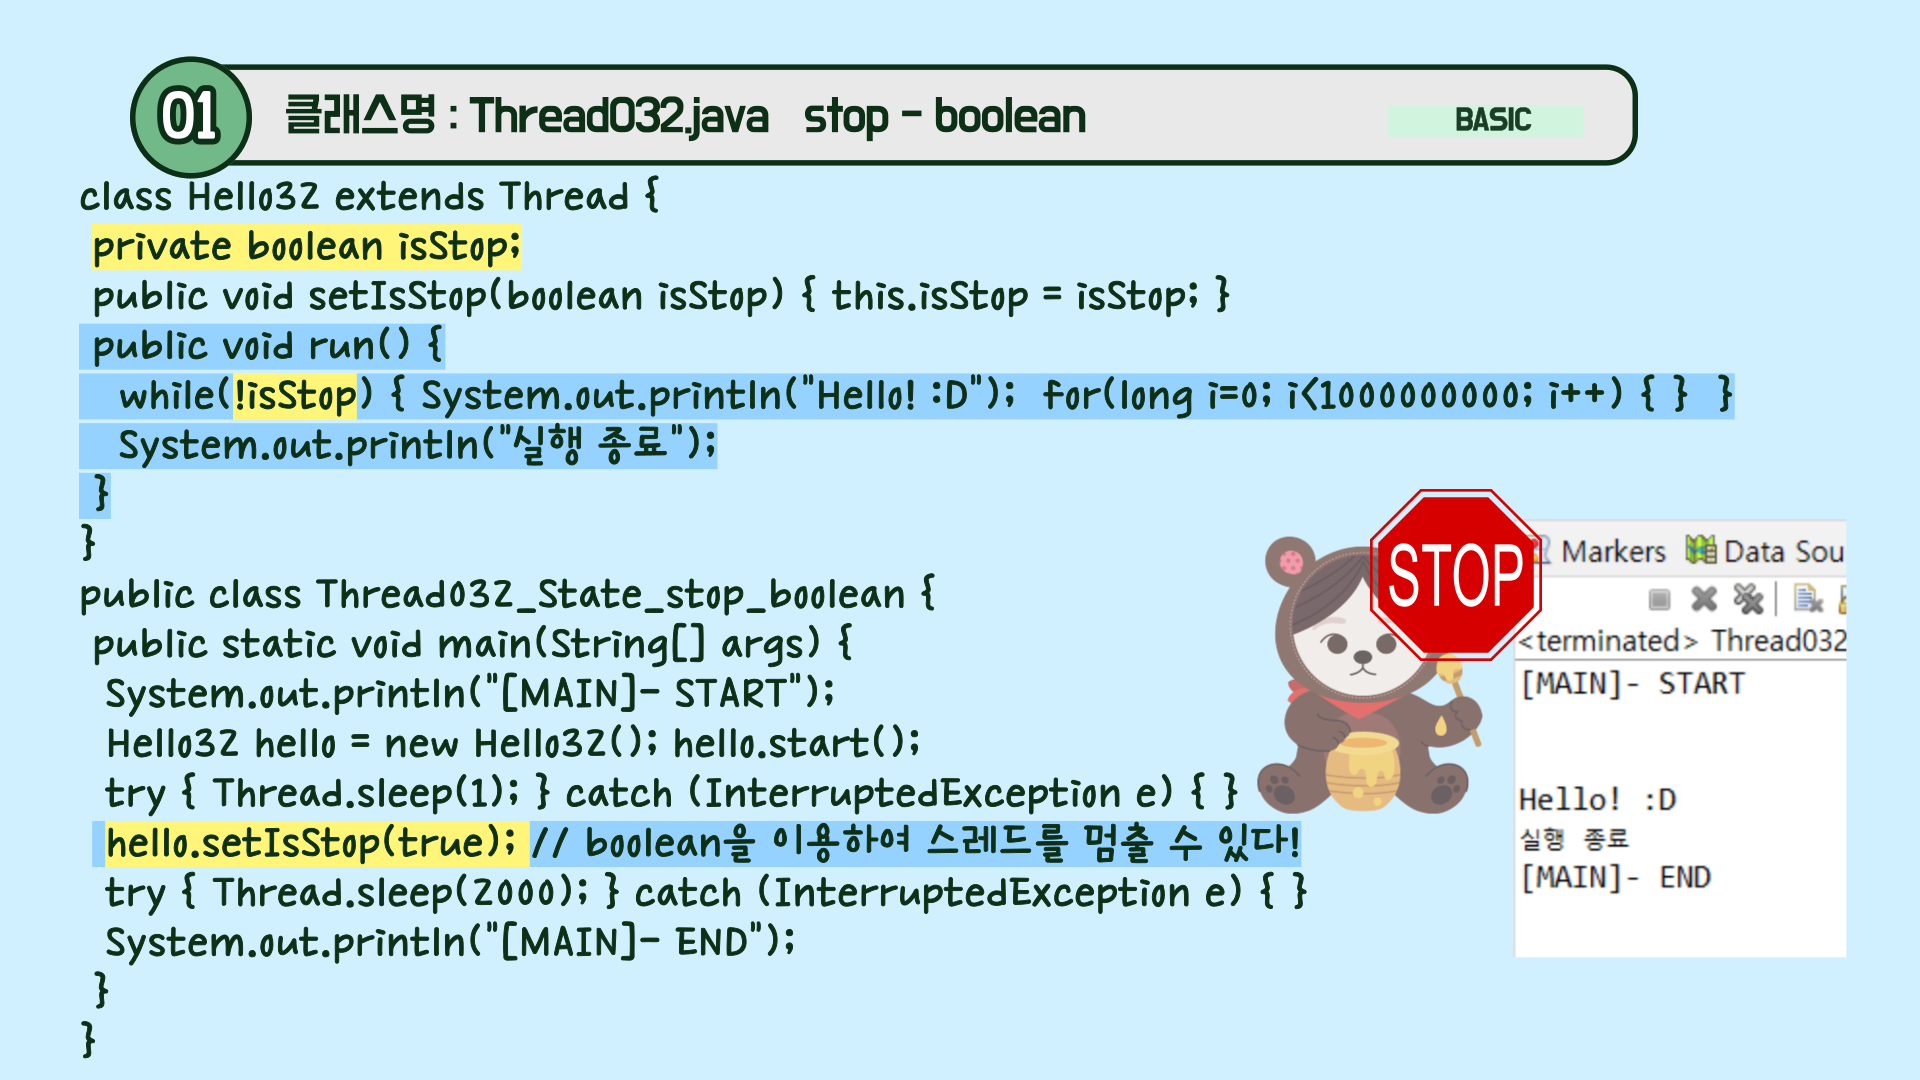 01
클래스명 : Thread032.java stop - boolean
BASIC
class Hello32 extends Thread {
private boolean isStop;
public void setIsStop(boolean isStop) { this.isStop = isStop; }
public void run() {
while(!isStop) { System.out.println("Hello! :D"); for(long i=0; i<1000000000; i++) { } }
System.out.println("실행 종료");
}
}
public class Thread032_State_stop_boolean {
public static void main(String[] args) {
System.out.println("[MAIN]- START");
Hello32 hello = new Hello32(); hello.start();
try { Thread.sleep(1); } catch (InterruptedException e) { }
hello.setIsStop(true); // boolean을 이용하여 스레드를 멈출 수 있다!
try { Thread.sleep(2000); } catch (InterruptedException e) { }
System.out.println("[MAIN]- END");
}
}
STOP
Markers Data Sou
<terminated> Thread032
[MAIN]- START
Hello! :D
실행 종료
[MAIN]- END